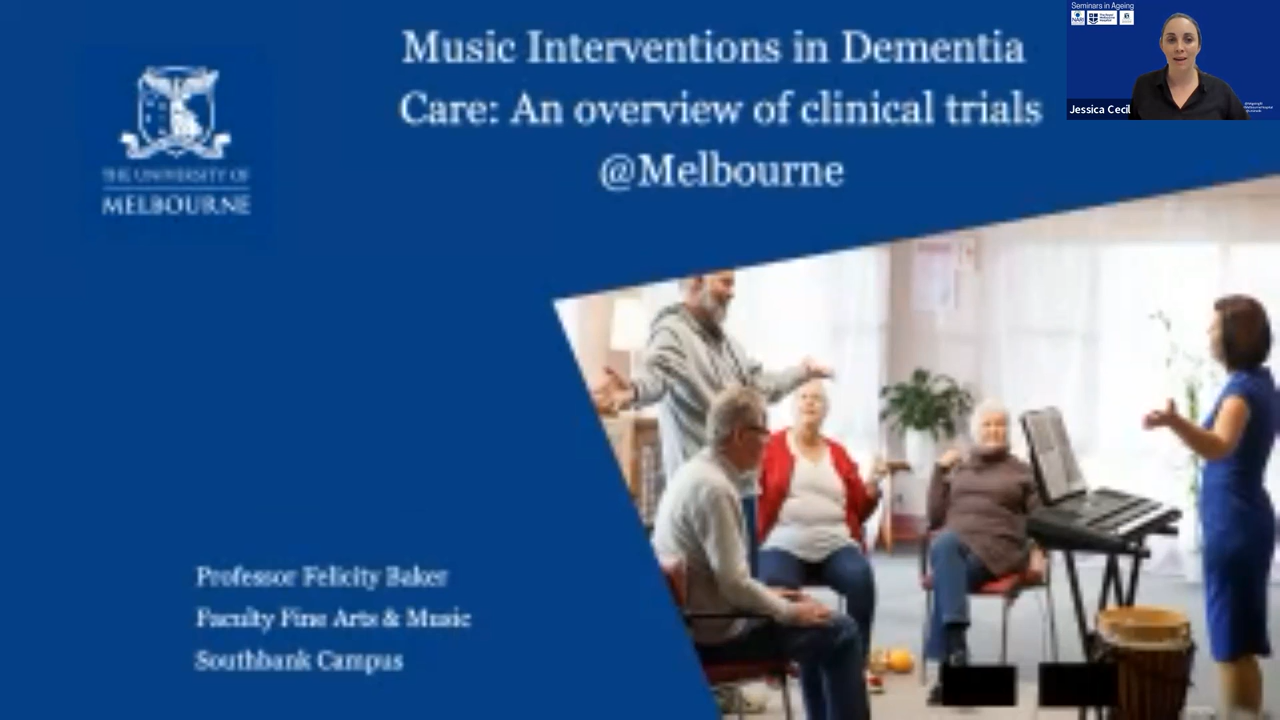 Music Interventions in Dementia
Care: An overview of clinical trials
@Melbourne
Seminars in Ageing
Jessica Cecil
THE UNIVERSITY OF
MELBOURNE
Professor Felicity Baker
Faculty Fine Arts & Music
Southbank Campus